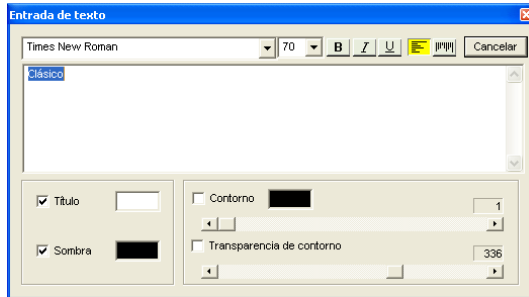 Entrada de texto
Times New Roman 70 B I U Cancelar
Clásico
Título
Sombra
Contorno
1
Transparencia de contorno
336